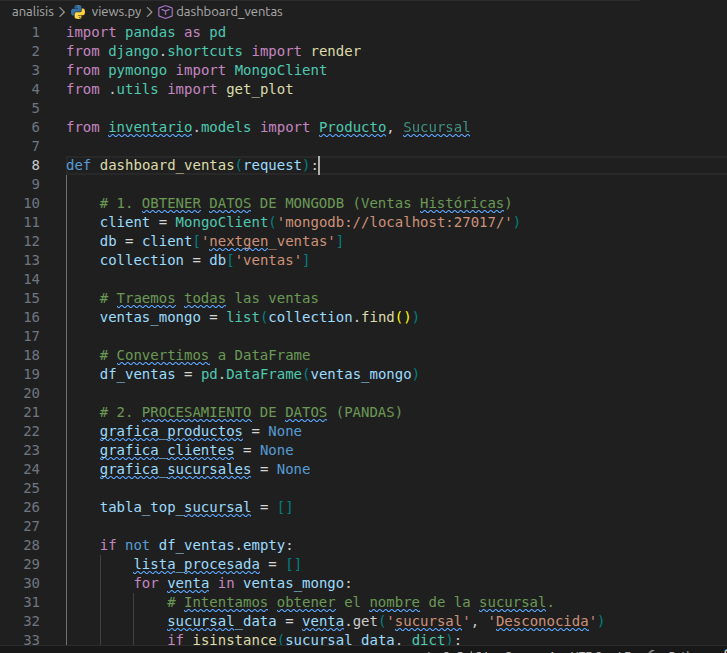 analisis > views.py > dashboard_ventas
1 import pandas as pd
2 from django.shortcuts import render
3 from pymongo import MongoClient
4 from .utils import get_plot
5
6 from inventario.models import Producto, Sucursal
7
8 def dashboard_ventas(request):
9
10 # 1. OBTENER DATOS DE MONGODB (Ventas Históricas)
11 client = MongoClient('mongodb://localhost:27017/')
12 db = client['nextgen_ventas']
13 collection = db['ventas']
14
15 # Traemos todas las ventas
16 ventas_mongo = list(collection.find())
17
18 # Convertimos a DataFrame
19 df_ventas = pd.DataFrame(ventas_mongo)
20
21 # 2. PROCESAMIENTO DE DATOS (PANDAS)
22 grafica_productos = None
23 grafica_clientes = None
24 grafica_sucursales = None
25
26 tabla_top_sucursal = []
27
28 if not df_ventas.empty:
29 lista_procesada = []
30 for venta in ventas_mongo:
31 # Intentamos obtener el nombre de la sucursal.
32 sucursal_data = venta.get('sucursal', 'Desconocida')
33 if isinstance(sucursal_data, dict):